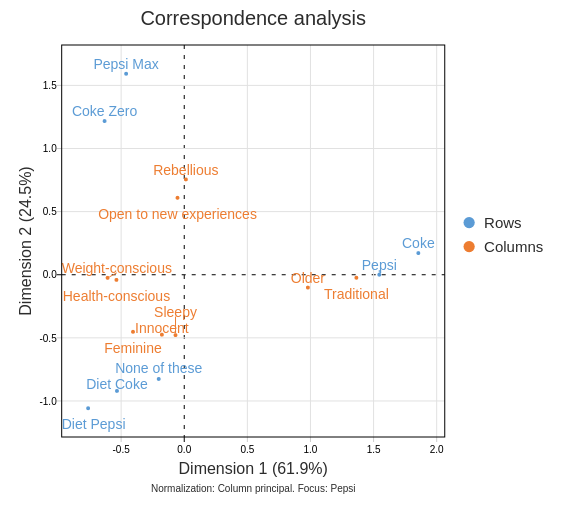 Correspondence analysis
Pepsi Max
1.5
Coke Zero
1.0
Rebellious
0.5
Open to new experiences
Rows
Coke
Columns
Pepsi
Weight-conscious
0.0
Older
Health-conscious
Traditional
Sleepy
Innocent
-0.5
Feminine
None of these
Diet Coke
-1.0
Diet Pepsi
Dimension 2 (24.5%)
-0.5 0.0 0.5 1.0 1.5 2.0
Dimension 1 (61.9%)
Normalization: Column principal. Focus: Pepsi